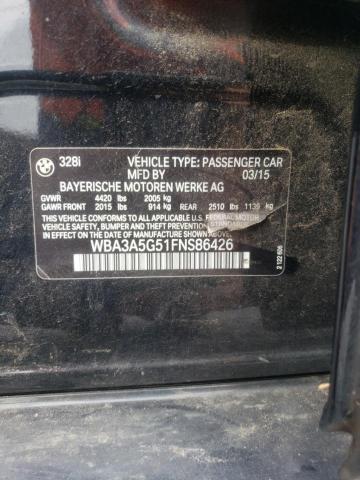 328i VEHICLE TYPE: PASSENGER CAR
MFD BY 03/15
BAYERISCHE MOTOREN WERKE AG
GVWR 4420 lbs 2005 kg
GAWR FRONT 2015 lbs 914 kg REAR 2510 lbs 1139 kg
THIS VEHICLE CONFORMS TO ALL APPLICABLE U.S. FEDERAL MOTOR
VEHICLE SAFETY, BUMPER, AND THEFT PREVENTION STANDARDS
IN EFFECT ON THE DATE OF MANUFACTURE SHOWN ABOVE.
WBA3A5G51FNS86426